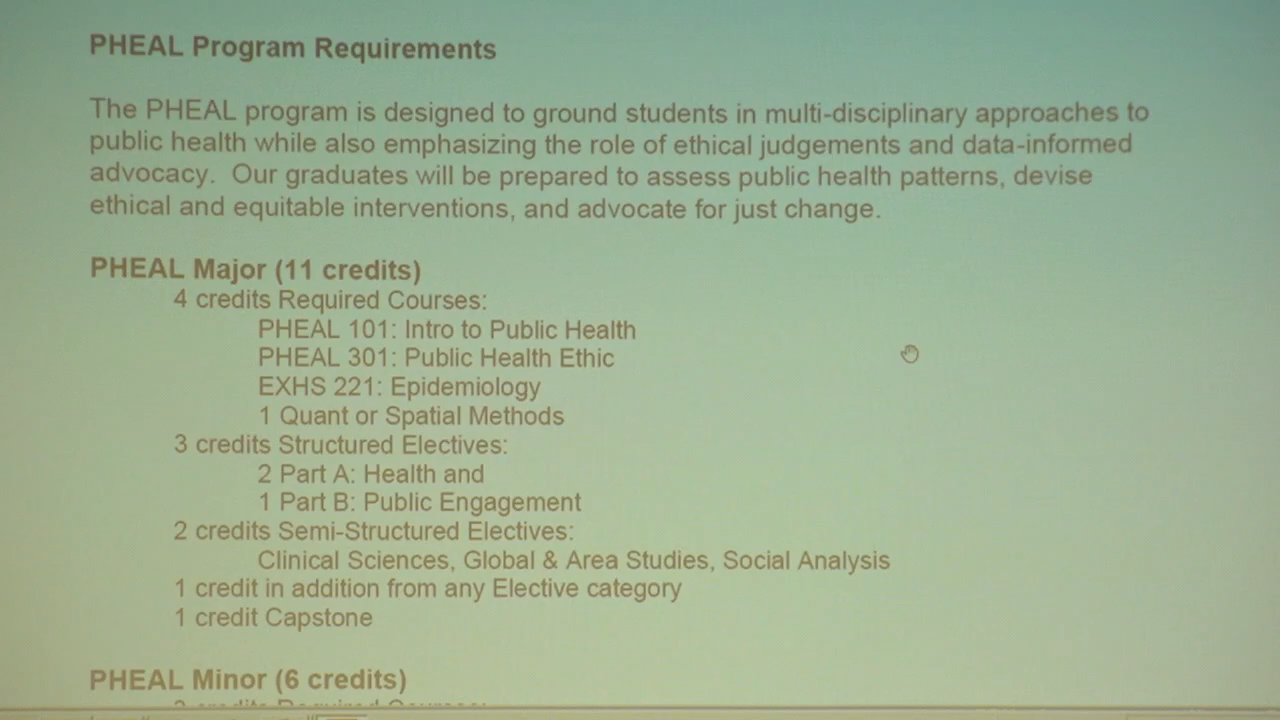 PHEAL Program Requirements
The PHEAL program is designed to ground students in multi-disciplinary approaches to
public health while also emphasizing the role of ethical judgements and data-informed
advocacy.  Our graduates will be prepared to assess public health patterns, devise
ethical and equitable interventions, and advocate for just change.
PHEAL Major (11 credits)
4 credits Required Courses:
PHEAL 101: Intro to Public Health
PHEAL 301: Public Health Ethic
EXHS 221: Epidemiology
1 Quant or Spatial Methods
3 credits Structured Electives:
2 Part A: Health and
1 Part B: Public Engagement
2 credits Semi-Structured Electives:
Clinical Sciences, Global & Area Studies, Social Analysis
1 credit in addition from any Elective category
1 credit Capstone
PHEAL Minor (6 credits)
credits Required Courses: